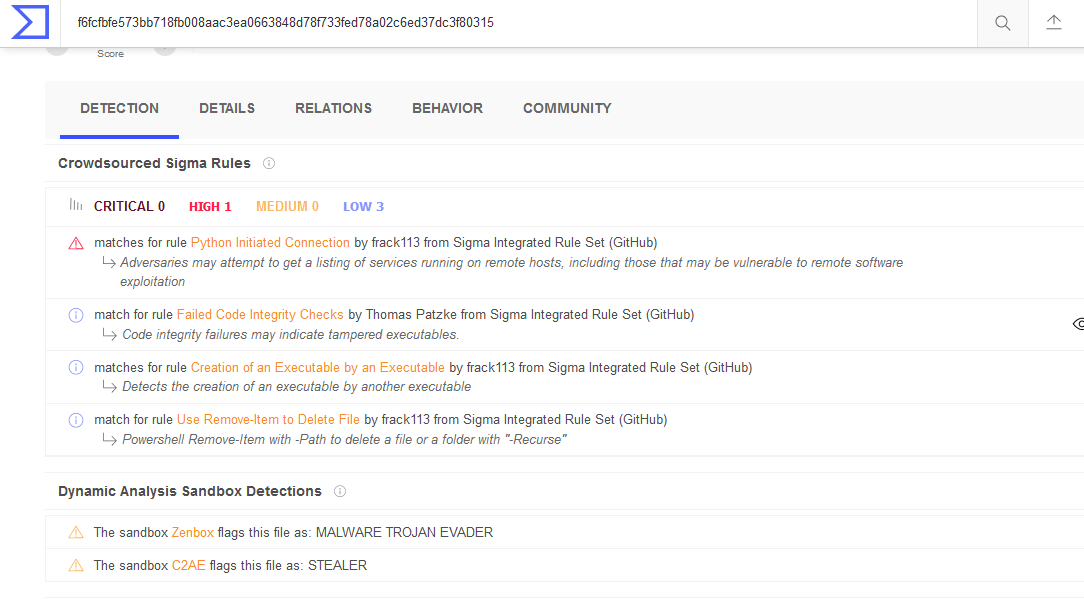 f6fcfbfe573bb718fb008aac3ea0663848d78f733fed78a02c6ed37dc3f80315
Score
DETECTION DETAILS RELATIONS BEHAVIOR COMMUNITY
Crowdsourced Sigma Rules
CRITICAL 0 HIGH 1 MEDIUM 0 LOW 3
matches for rule Python Initiated Connection by frack113 from Sigma Integrated Rule Set (GitHub)
Adversaries may attempt to get a listing of services running on remote hosts, including those that may be vulnerable to remote software
exploitation
match for rule Failed Code Integrity Checks by Thomas Patzke from Sigma Integrated Rule Set (GitHub)
Code integrity failures may indicate tampered executables.
matches for rule Creation of an Executable by an Executable by frack113 from Sigma Integrated Rule Set (GitHub)
Detects the creation of an executable by another executable
match for rule Use Remove-Item to Delete File by frack113 from Sigma Integrated Rule Set (GitHub)
Powershell Remove-Item with -Path to delete a file or a folder with "-Recurse"
Dynamic Analysis Sandbox Detections
The sandbox Zenbox flags this file as: MALWARE TROJAN EVADER
The sandbox C2AE flags this file as: STEALER